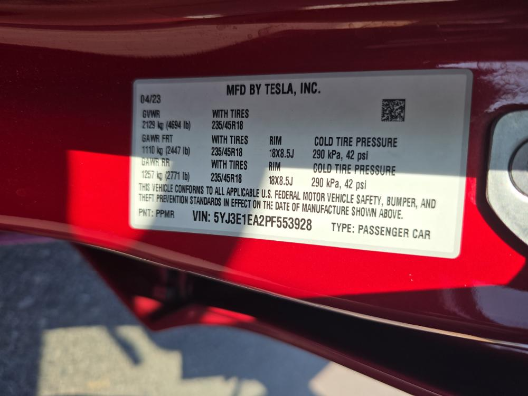 MFD BY TESLA, INC.
04/23
GVWR WITH TIRES
2129 kg (4694 lb) 235/45R18
GAWR FRT WITH TIRES RIM COLD TIRE PRESSURE
1110 kg (2447 lb) 235/45R18 18X8.5J 290 kPa, 42 psi
GAWR RR WITH TIRES RIM COLD TIRE PRESSURE
1257 kg (2771 lb) 235/45R18 18X8.5J 290 kPa, 42 psi
THIS VEHICLE CONFORMS TO ALL APPLICABLE U.S. FEDERAL MOTOR VEHICLE SAFETY, BUMPER, AND
THEFT PREVENTION STANDARDS IN EFFECT ON THE DATE OF MANUFACTURE SHOWN ABOVE.
PNT: PPMR VIN: 5YJ3E1EA2PF553928 TYPE: PASSENGER CAR